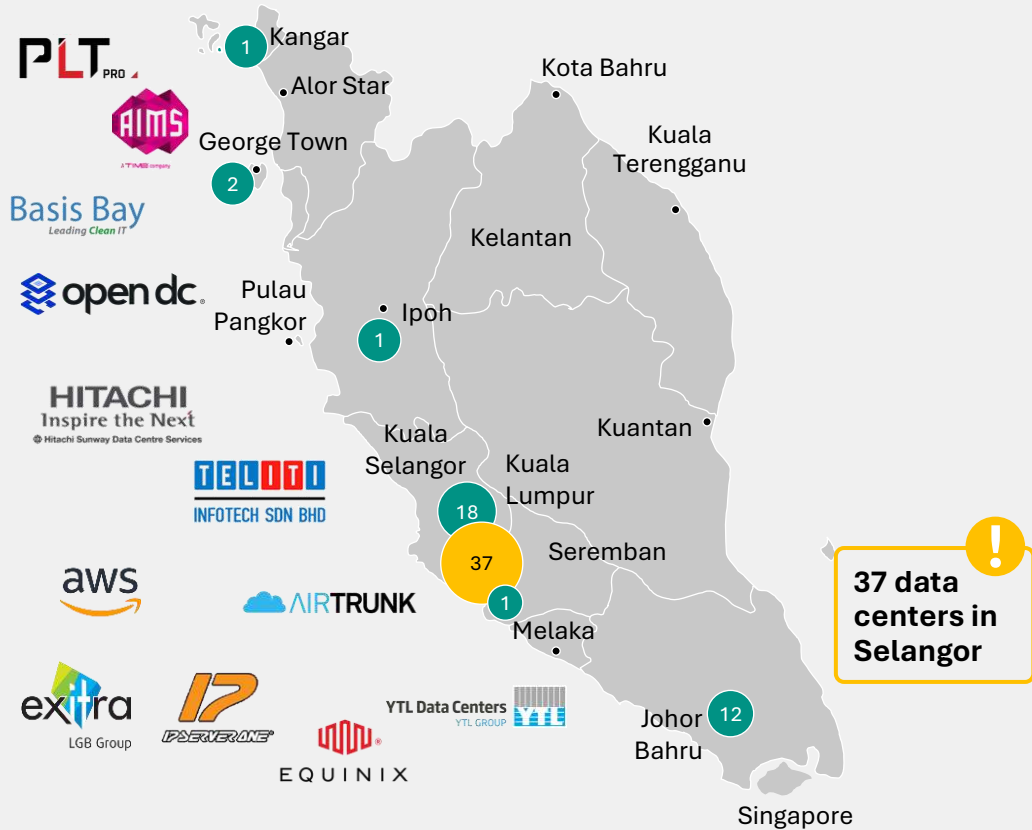 PLT PRO
AIMS
A TIME company
Basis Bay
Leading Clean IT
open dc
HITACHI
Inspire the Next
Hitachi Sunway Data Centre Services
TELITI
INFOTECH SDN BHD
aws
AIRTRUNK
exitra
LGB Group
IP
IPSERVERONE
EQUINIX
YTL Data Centers
YTL GROUP
YTL
1
Kangar
Alor Star
George Town
2
Kota Bahru
Kuala
Terengganu
Kelantan
Pulau
Pangkor
Ipoh
1
Kuantan
Kuala
Selangor
Kuala
Lumpur
18
37
Seremban
1
Melaka
Johor
Bahru
12
Singapore
!
37 data
centers in
Selangor